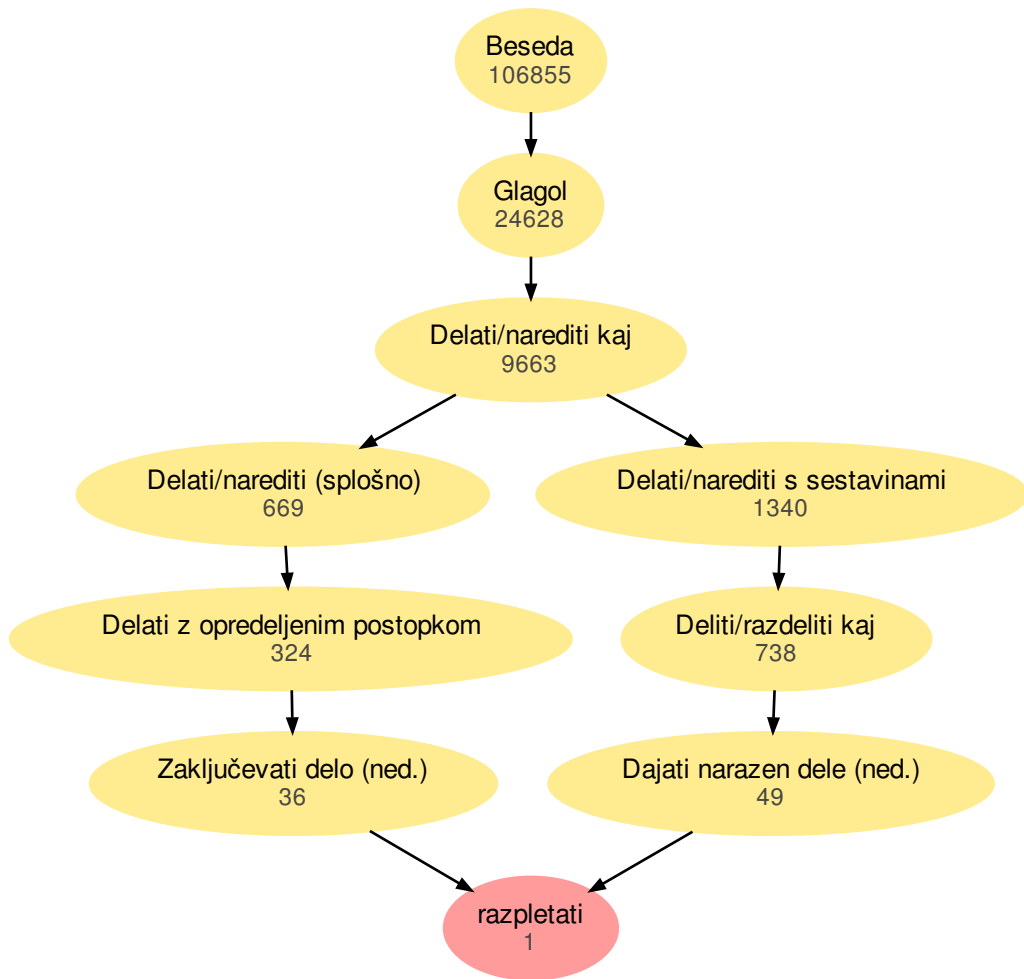 Beseda
106855
Glagol
24628
Delati/narediti kaj
9663
Delati/narediti (splošno)
669
Delati/narediti s sestavinami
1340
Delati z opredeljenim postopkom
324
Deliti/razdeliti kaj
738
Zaključevati delo (ned.)
36
Dajati narazen dele (ned.)
49
razpletati
1